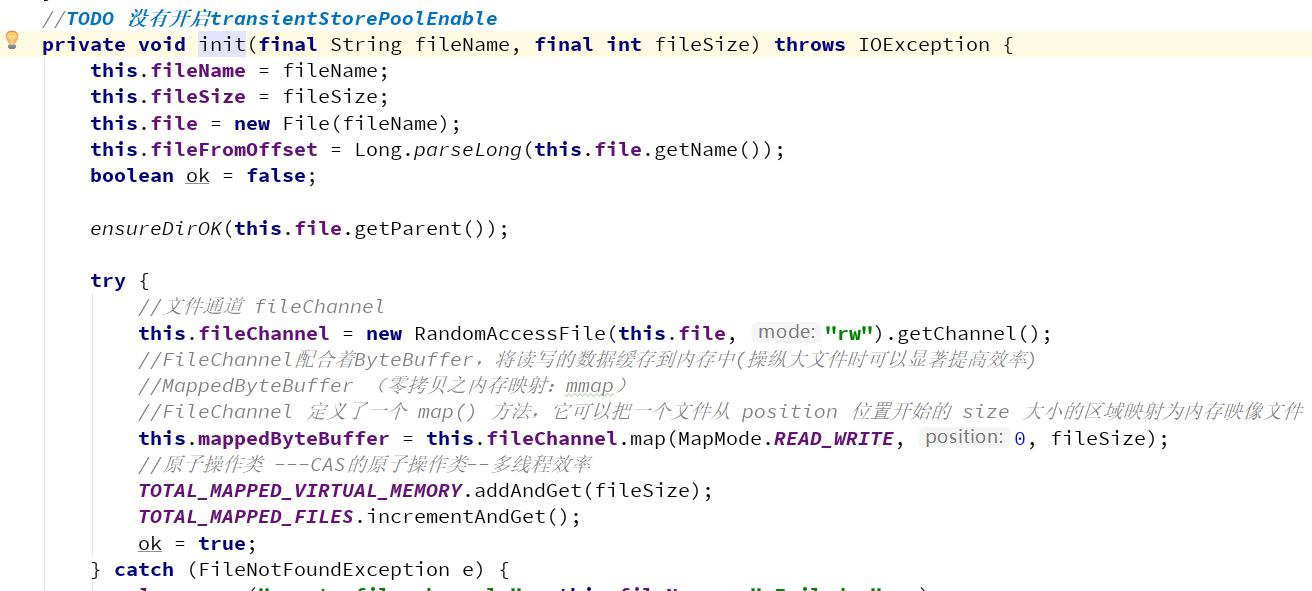 //TODO 没有开启transientStorePoolEnable
private void init(final String fileName, final int fileSize) throws IOException {
this.fileName = fileName;
this.fileSize = fileSize;
this.file = new File(fileName);
this.fileFromOffset = Long.parseLong(this.file.getName());
boolean ok = false;
ensureDirOK(this.file.getParent());
try {
//文件通道 fileChannel
this.fileChannel = new RandomAccessFile(this.file, mode: "rw").getChannel();
//FileChannel配合着ByteBuffer，将读写的数据缓存到内存中(操纵大文件时可以显著提高效率)
//MappedByteBuffer （零拷贝之内存映射：mmap）
//FileChannel 定义了一个 map() 方法，它可以把一个文件从 position 位置开始的 size 大小的区域映射为内存映像文件
this.mappedByteBuffer = this.fileChannel.map(MapMode.READ_WRITE, position: 0, fileSize);
//原子操作类 ---CAS的原子操作类--多线程效率
TOTAL_MAPPED_VIRTUAL_MEMORY.addAndGet(fileSize);
TOTAL_MAPPED_FILES.incrementAndGet();
ok = true;
} catch (FileNotFoundException e) {